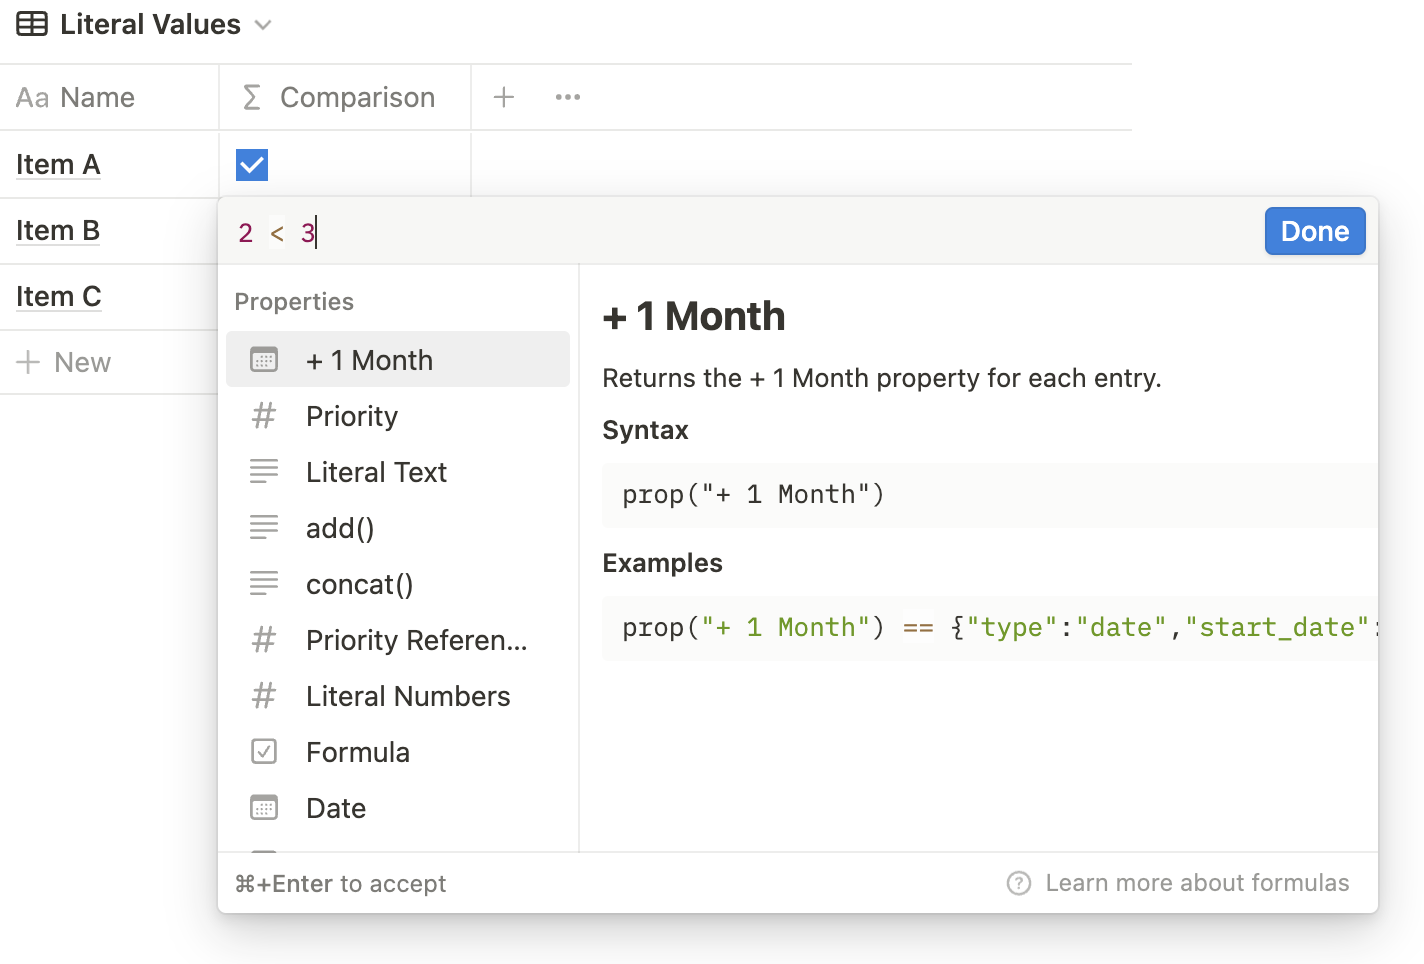 Literal Values
Aa Name
Σ Comparison
+
•••
Item A
2 < 3
Done
Item B
Item C
+ New
Properties
+ 1 Month
# Priority
Literal Text
add()
concat()
# Priority Referen...
# Literal Numbers
Formula
Date
+ 1 Month
Returns the + 1 Month property for each entry.
Syntax
prop("+ 1 Month")
Examples
prop("+ 1 Month") == {"type":"date","start_date":
⌘+Enter to accept
? Learn more about formulas